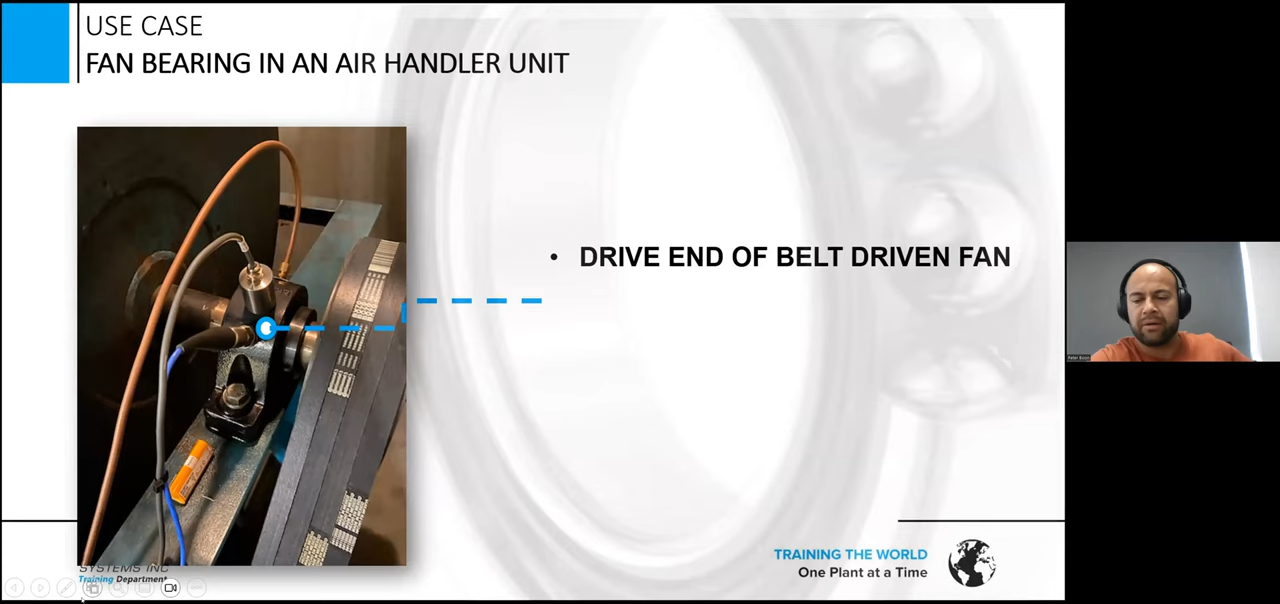 USE CASE
FAN BEARING IN AN AIR HANDLER UNIT
• DRIVE END OF BELT DRIVEN FAN
SYSTEMS INC
Training Department
TRAINING THE WORLD
One Plant at a Time